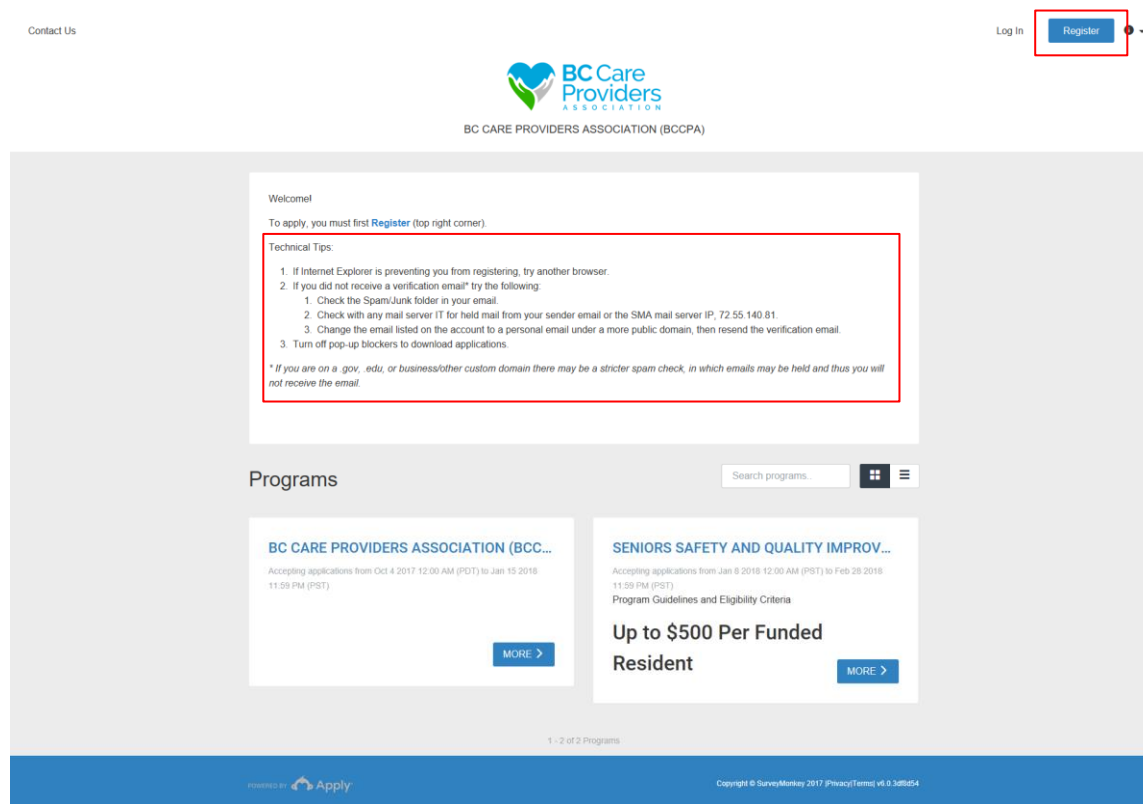 Contact Us
Log In
Register
BC Care
Providers
ASSOCIATION
BC CARE PROVIDERS ASSOCIATION (BCCPA)
Welcome!
To apply, you must first Register (top right corner).
Technical Tips:
1. If Internet Explorer is preventing you from registering, try another browser.
2. If you did not receive a verification email* try the following:
1. Check the Spam/Junk folder in your email.
2. Check with any mail server IT for held mail from your sender email or the SMA mail server IP, 72.55.140.81.
3. Change the email listed on the account to a personal email under a more public domain, then resend the verification email.
3. Turn off pop-up blockers to download applications.
* If you are on a .gov, .edu, or business/other custom domain there may be a stricter spam check, in which emails may be held and thus you will
not receive the email.
Programs
Search programs..
BC CARE PROVIDERS ASSOCIATION (BCC...
Accepting applications from Oct 4 2017 12:00 AM (PDT) to Jan 15 2018
11:59 PM (PST)
MORE
SENIORS SAFETY AND QUALITY IMPROV...
Accepting applications from Jan 8 2018 12:00 AM (PST) to Feb 28 2018
11:59 PM (PST)
Program Guidelines and Eligibility Criteria
Up to $500 Per Funded
Resident
MORE
1 - 2 of 2 Programs
POWERED BY Apply
Copyright © SurveyMonkey 2017 |Privacy|Terms| v6.0.3df8d54